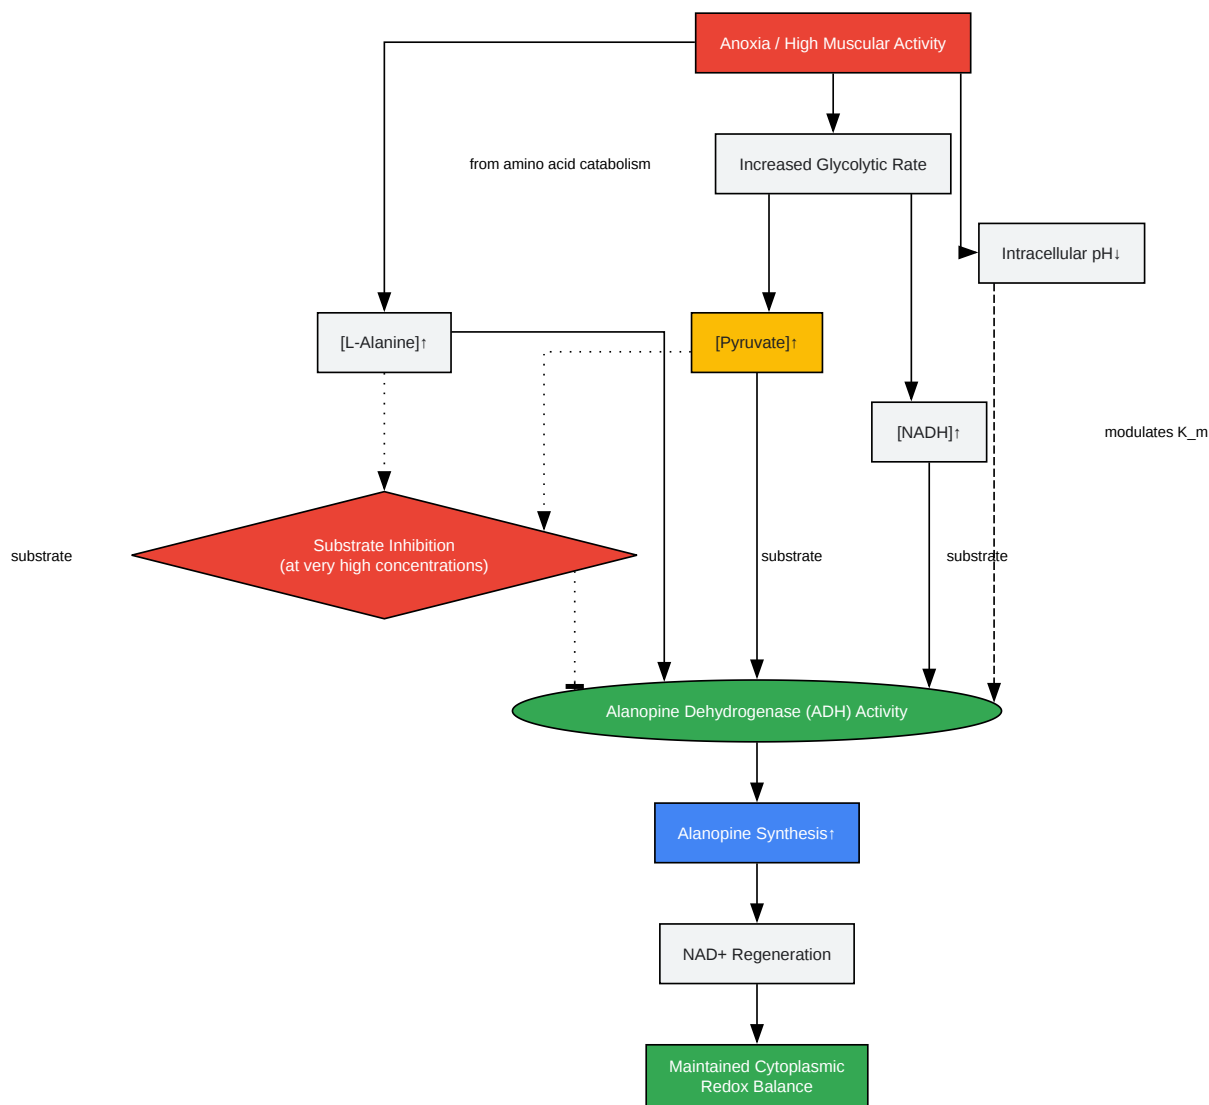 Anoxia / High Muscular Activity
from amino acid catabolism
Increased Glycolytic Rate
Intracellular pH↓
[L-Alanine]↑
[Pyruvate]↑
[NADH]↑
modulates K_m
substrate
Substrate Inhibition
(at very high concentrations)
substrate
substrate
Alanopine Dehydrogenase (ADH) Activity
Alanopine Synthesis↑
NAD+ Regeneration
Maintained Cytoplasmic
Redox Balance